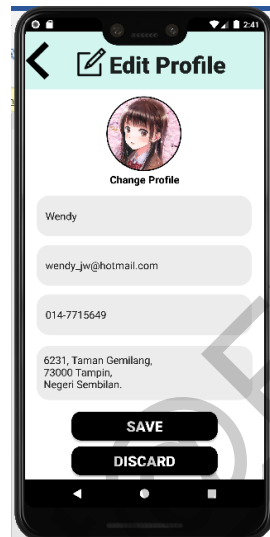 2:41
Edit Profile
Change Profile
Wendy
wendy_jw@hotmail.com
014-7715649
6231, Taman Gemilang,
73000 Tampin,
Negeri Sembilan.
SAVE
DISCARD